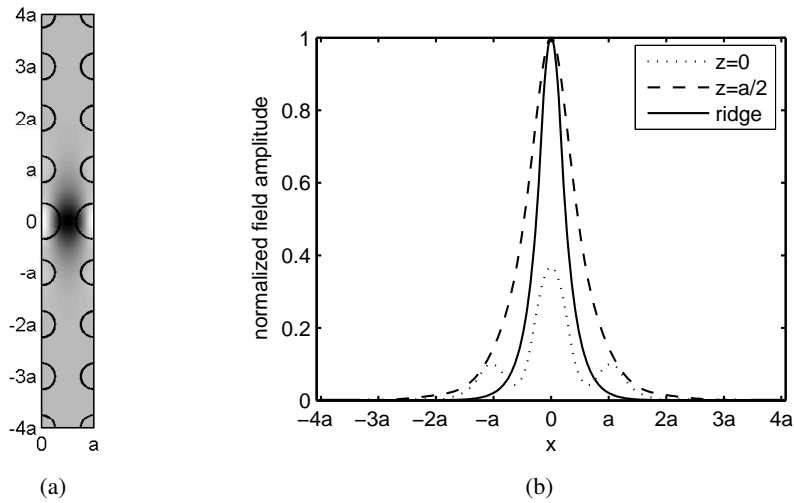 4a
3a
2a
a
0
-a
-2a
-3a
-4a
0 a
(a)
normalized field amplitude
1
0.8
0.6
0.4
0.2
0
z=0
z=a/2
ridge
−4a −3a −2a −a 0 a 2a 3a 4a
x
(b)